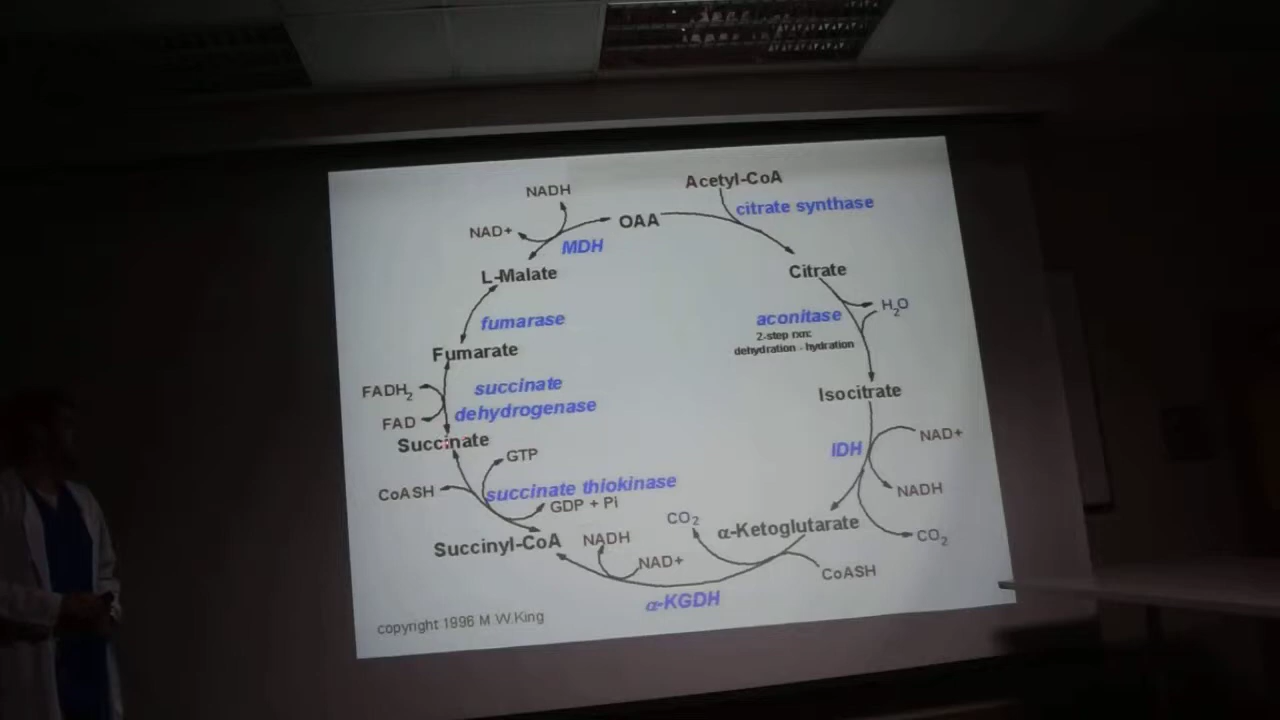 Acetyl-CoA
NADH
citrate synthase
OAA
NAD+
MDH
L-Malate
Citrate
H2O
aconitase
2-step rxn:
dehydration - hydration
fumarase
Fumarate
FADH2
succinate
dehydrogenase
FAD
Succinate
Isocitrate
NAD+
IDH
NADH
GTP
CoASH
succinate thiokinase
GDP + Pi
CO2
α-Ketoglutarate
CO2
Succinyl-CoA
NADH
NAD+
CoASH
α-KGDH
copyright 1996 M.W.King